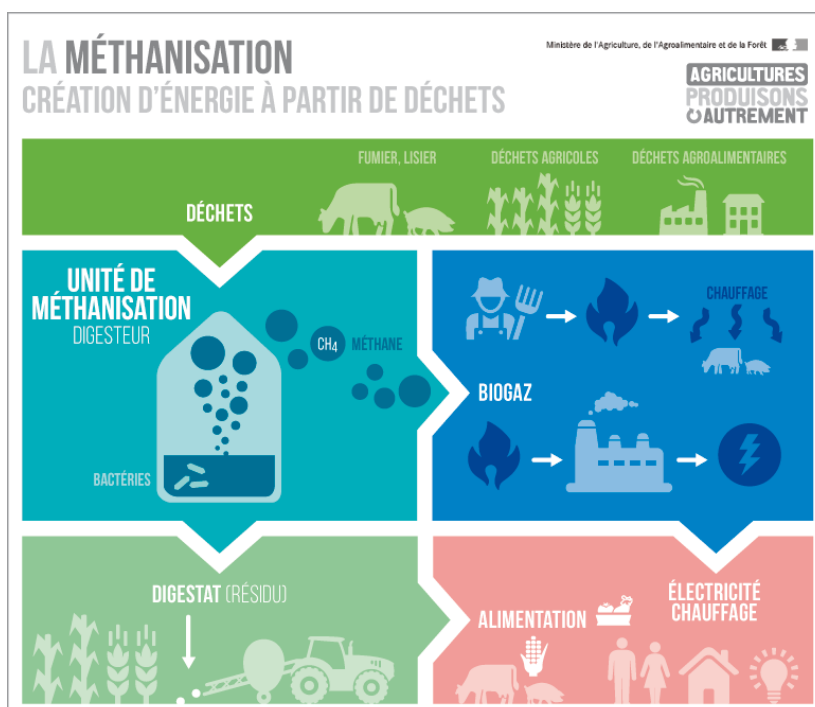 LA MÉTHANISATION
CRÉATION D'ÉNERGIE À PARTIR DE DÉCHETS
Ministère de l'Agriculture, de l'Agroalimentaire et de la Forêt
AGRICULTURES
PRODUISONS
AUTREMENT
FUMIER, LISIER
DÉCHETS AGRICOLES
DÉCHETS AGROALIMENTAIRES
DÉCHETS
UNITÉ DE
MÉTHANISATION
DIGESTEUR
CH4
MÉTHANE
BACTÉRIES
CHAUFFAGE
BIOGAZ
DIGESTAT (RÉSIDU)
ALIMENTATION
ÉLECTRICITÉ
CHAUFFAGE